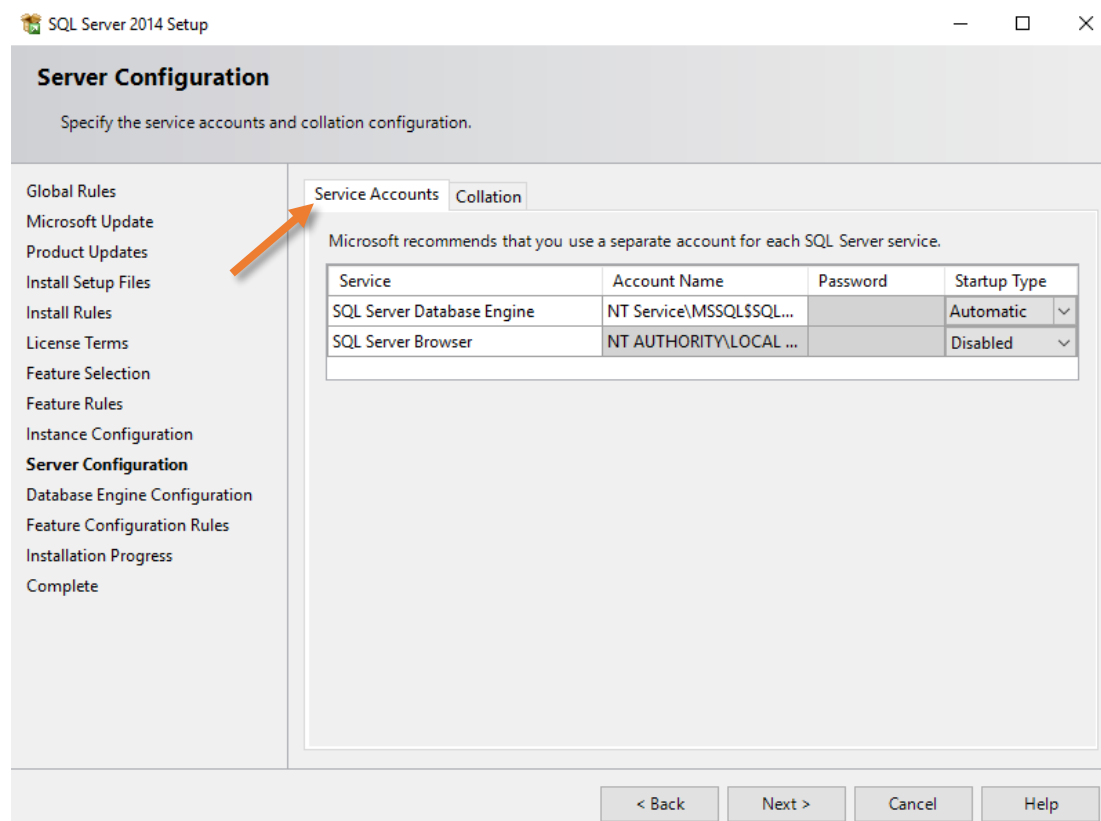 SQL Server 2014 Setup
Server Configuration
Specify the service accounts and collation configuration.
Global Rules
Microsoft Update
Product Updates
Install Setup Files
Install Rules
License Terms
Feature Selection
Feature Rules
Instance Configuration
Server Configuration
Database Engine Configuration
Feature Configuration Rules
Installation Progress
Complete
Service Accounts Collation
Microsoft recommends that you use a separate account for each SQL Server service.
Service Account Name Password Startup Type
SQL Server Database Engine NT Service\MSSQL$SQL... Automatic
SQL Server Browser NT AUTHORITY\LOCAL ... Disabled
< Back Next > Cancel Help